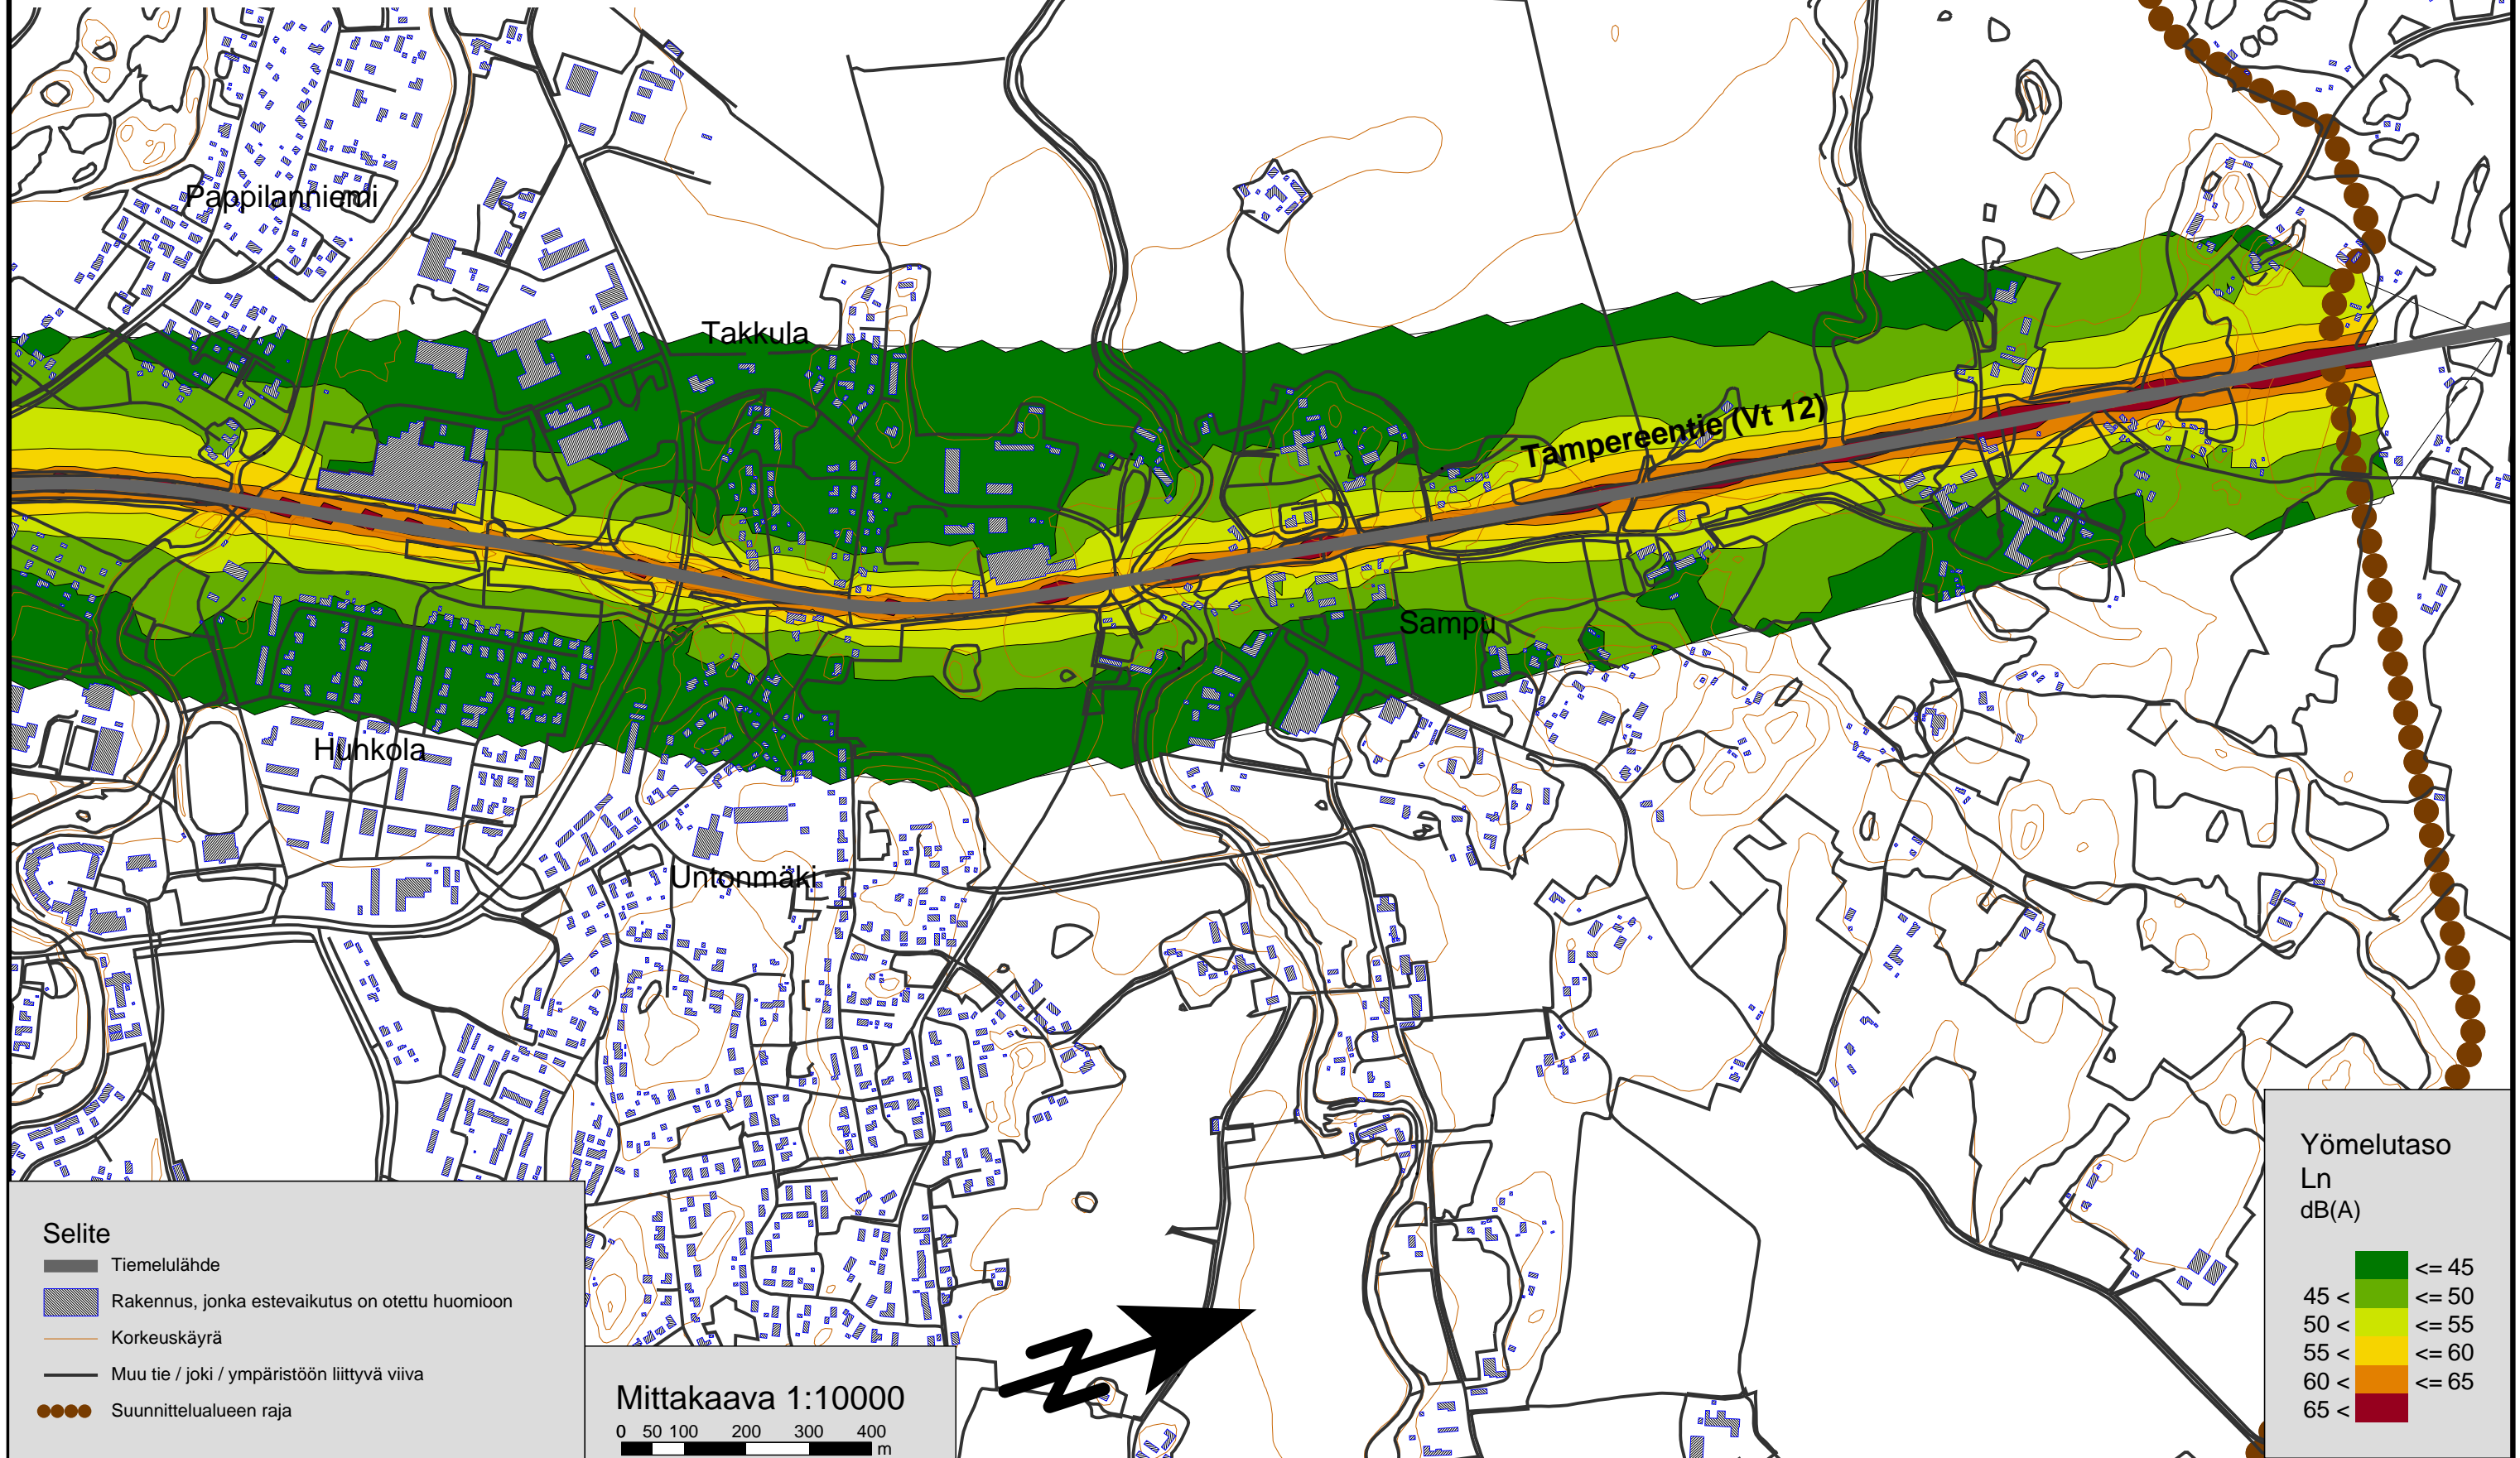 Pappilanniemi
Takkula
Tampereentie (Vt 12)
Sampu
Huhkola
Untonmäki
Selite
Tiemelulähde
Rakennus, jonka estevaikutus on otettu huomioon
Korkeuskäyrä
Muu tie / joki / ympäristöön liittyvä viiva
Suunnittelualueen raja
Mittakaava 1:10000
0 50 100 200 300 400
m
Z
Yömelutaso
Ln
dB(A)
<= 45
45 < <= 50
50 < <= 55
55 < <= 60
60 < <= 65
65 <